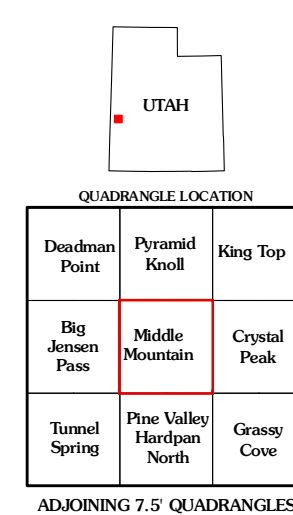 UTAH
QUADRANGLE LOCATION
Deadman
Point
Pyramid
Knoll
King Top
Big
Jensen
Pass
Middle
Mountain
Crystal
Peak
Tunnel
Spring
Pine Valley
Hardpan
North
Grassy
Cove
ADJOINING 7.5' QUADRANGLES